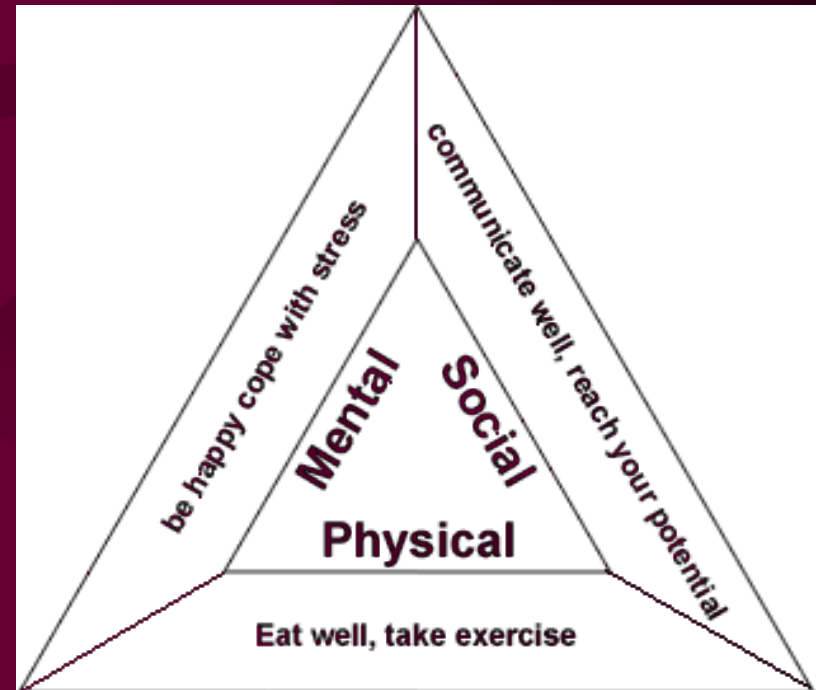 be happy cope with stress
communicate well, reach your potential
Mental
Social
Physical
Eat well, take exercise